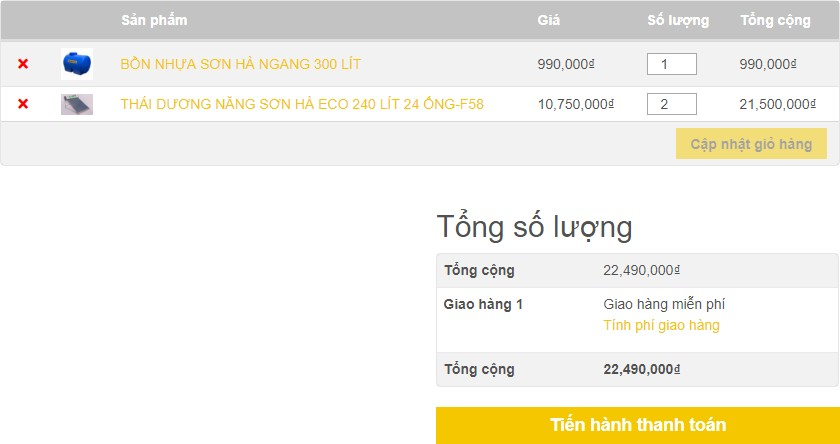 Sản phẩm Giá Số lượng Tổng cộng
BỒN NHỰA SƠN HÀ NGANG 300 LÍT 990,000₫ 1 990,000₫
THÁI DƯƠNG NĂNG SƠN HÀ ECO 240 LÍT 24 ỐNG-F58 10,750,000₫ 2 21,500,000₫
Cập nhật giỏ hàng
Tổng số lượng
Tổng cộng 22,490,000₫
Giao hàng 1 Giao hàng miễn phí
Tính phí giao hàng
Tổng cộng 22,490,000₫
Tiến hành thanh toán